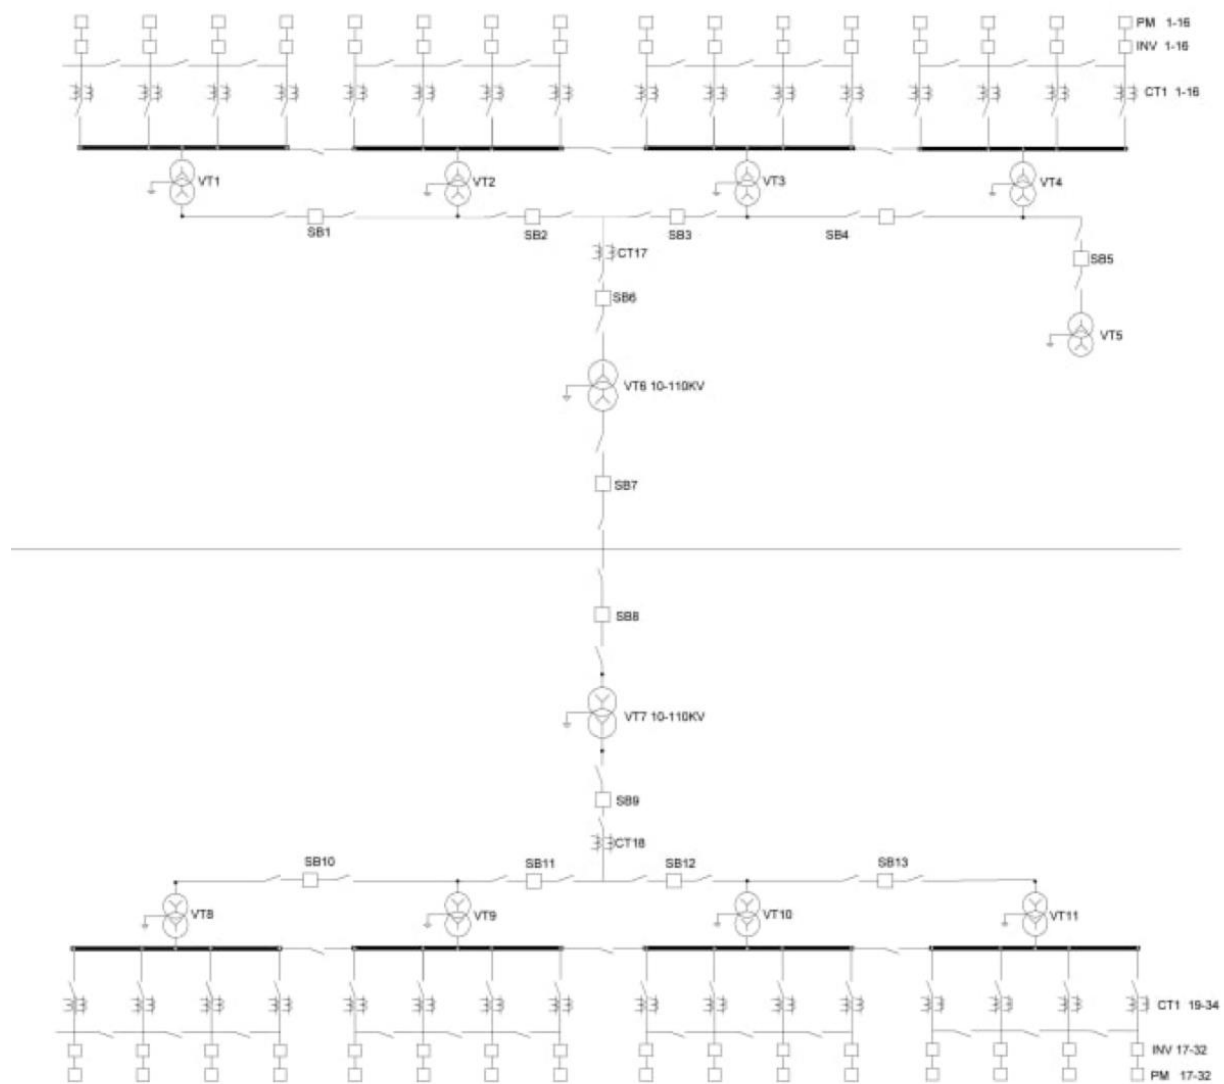 PM 1-16
INV 1-16
CT1 1-16
VT1
VT2
VT3
VT4
SB1
SB2
SB3
SB4
CT17
SB5
SB6
VT5
VT6 10-110KV
SB7
SB8
VT7 10-110KV
SB9
CT18
SB10
SB11
SB12
SB13
VT8
VT9
VT10
VT11
CT1 19-34
INV 17-32
PM 17-32